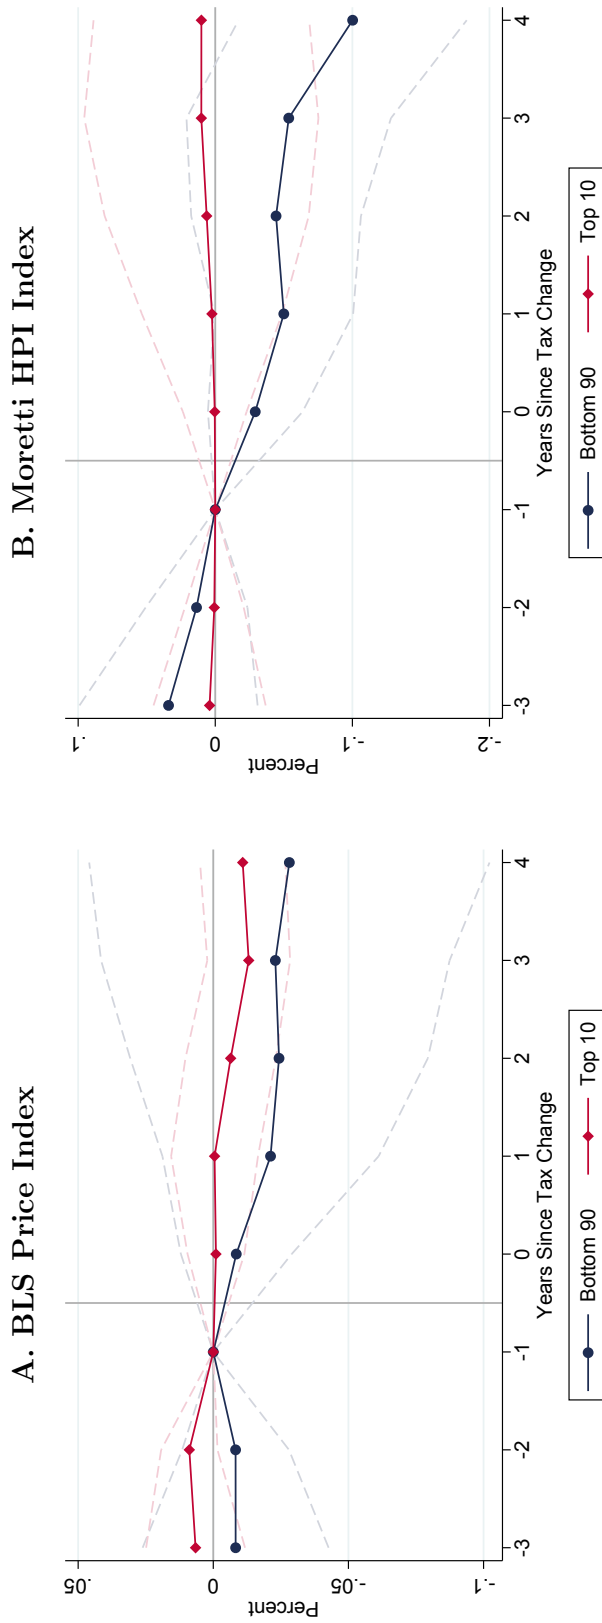 A. BLS Price Index
.05
0
-.05
-.1
Percent
-3 -2 -1 0 1 2 3 4
Years Since Tax Change
Bottom 90 Top 10
B. Moretti HPI Index
.1
0
-.1
-.2
Percent
-3 -2 -1 0 1 2 3 4
Years Since Tax Change
Bottom 90 Top 10